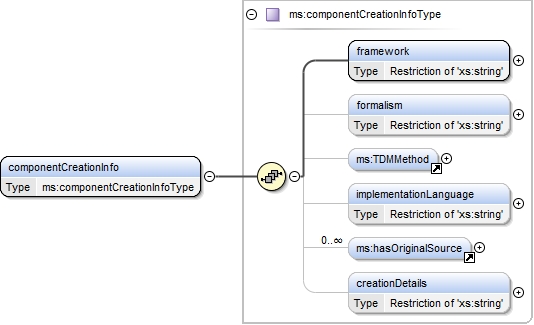 ms:componentCreationInfoType
framework
Type Restriction of 'xs:string'
formalism
Type Restriction of 'xs:string'
ms:TDMMethod
componentCreationInfo
Type ms:componentCreationInfoType
implementationLanguage
Type Restriction of 'xs:string'
0..∞
ms:hasOriginalSource
creationDetails
Type Restriction of 'xs:string'